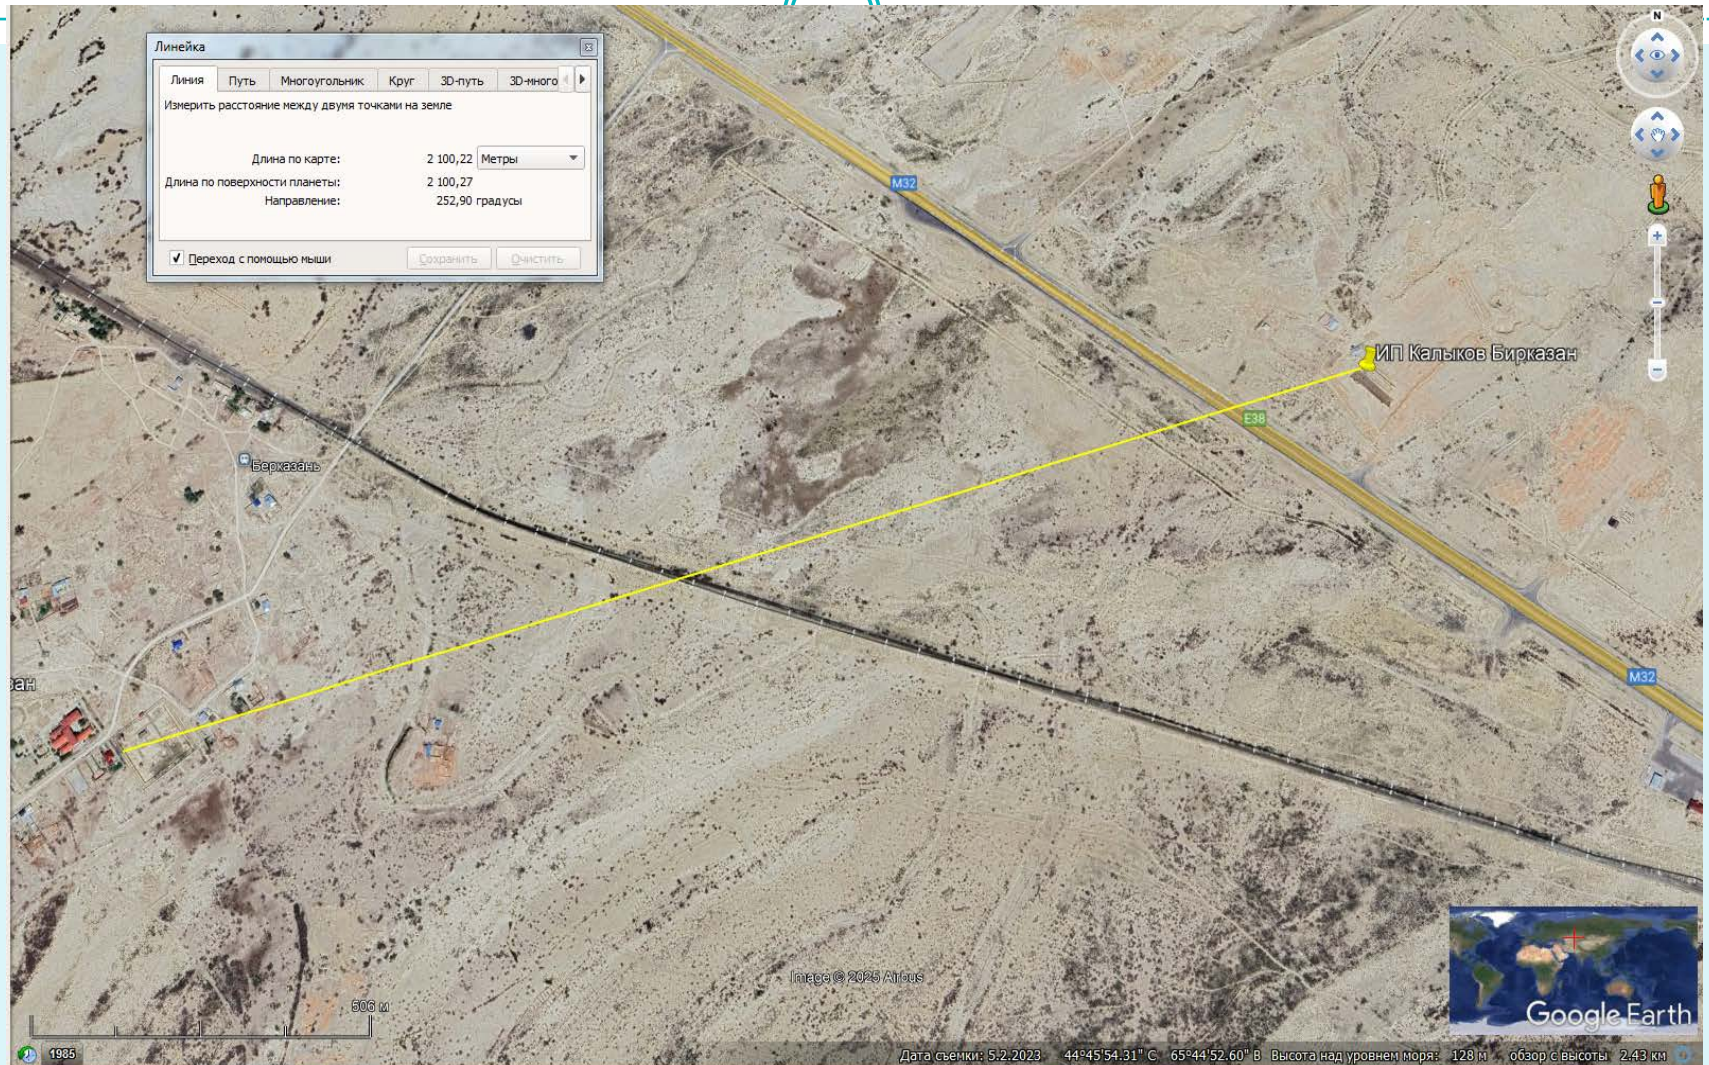 Линейка
Линия Путь Многоугольник Круг 3D-путь 3D-много
Измерить расстояние между двумя точками на земле
Длина по карте: 2 100,22 Метры
Длина по поверхности планеты: 2 100,27
Направление: 252,90 градусы
Переход с помощью мыши Сохранить Очистить
N
M32
ИП Калыков Бирказан
E38
Берказань
зан
M32
Image © 2025 Airbus
506 м
Google Earth
1985
Дата съемки: 5.2.2023 44°45'54.31" С 65°44'52.60" В Высота над уровнем моря: 128 м обзор с высоты 2.43 км